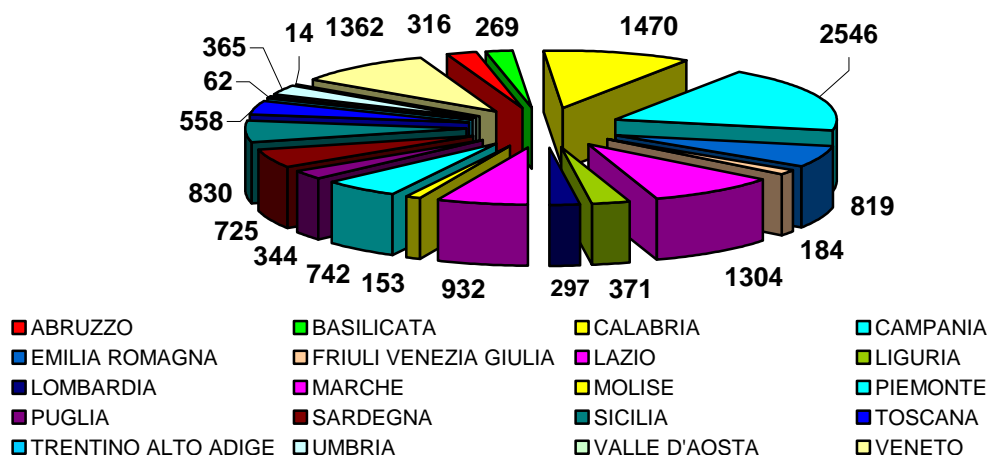 14 1362 316 269 1470 2546
365
62
558
830
725
344
742 153 932 297 371 1304 184 819
ABRUZZO BASILICATA CALABRIA CAMPANIA
EMILIA ROMAGNA FRIULI VENEZIA GIULIA LAZIO LIGURIA
LOMBARDIA MARCHE MOLISE PIEMONTE
PUGLIA SARDEGNA SICILIA TOSCANA
TRENTINO ALTO ADIGE UMBRIA VALLE D'AOSTA VENETO